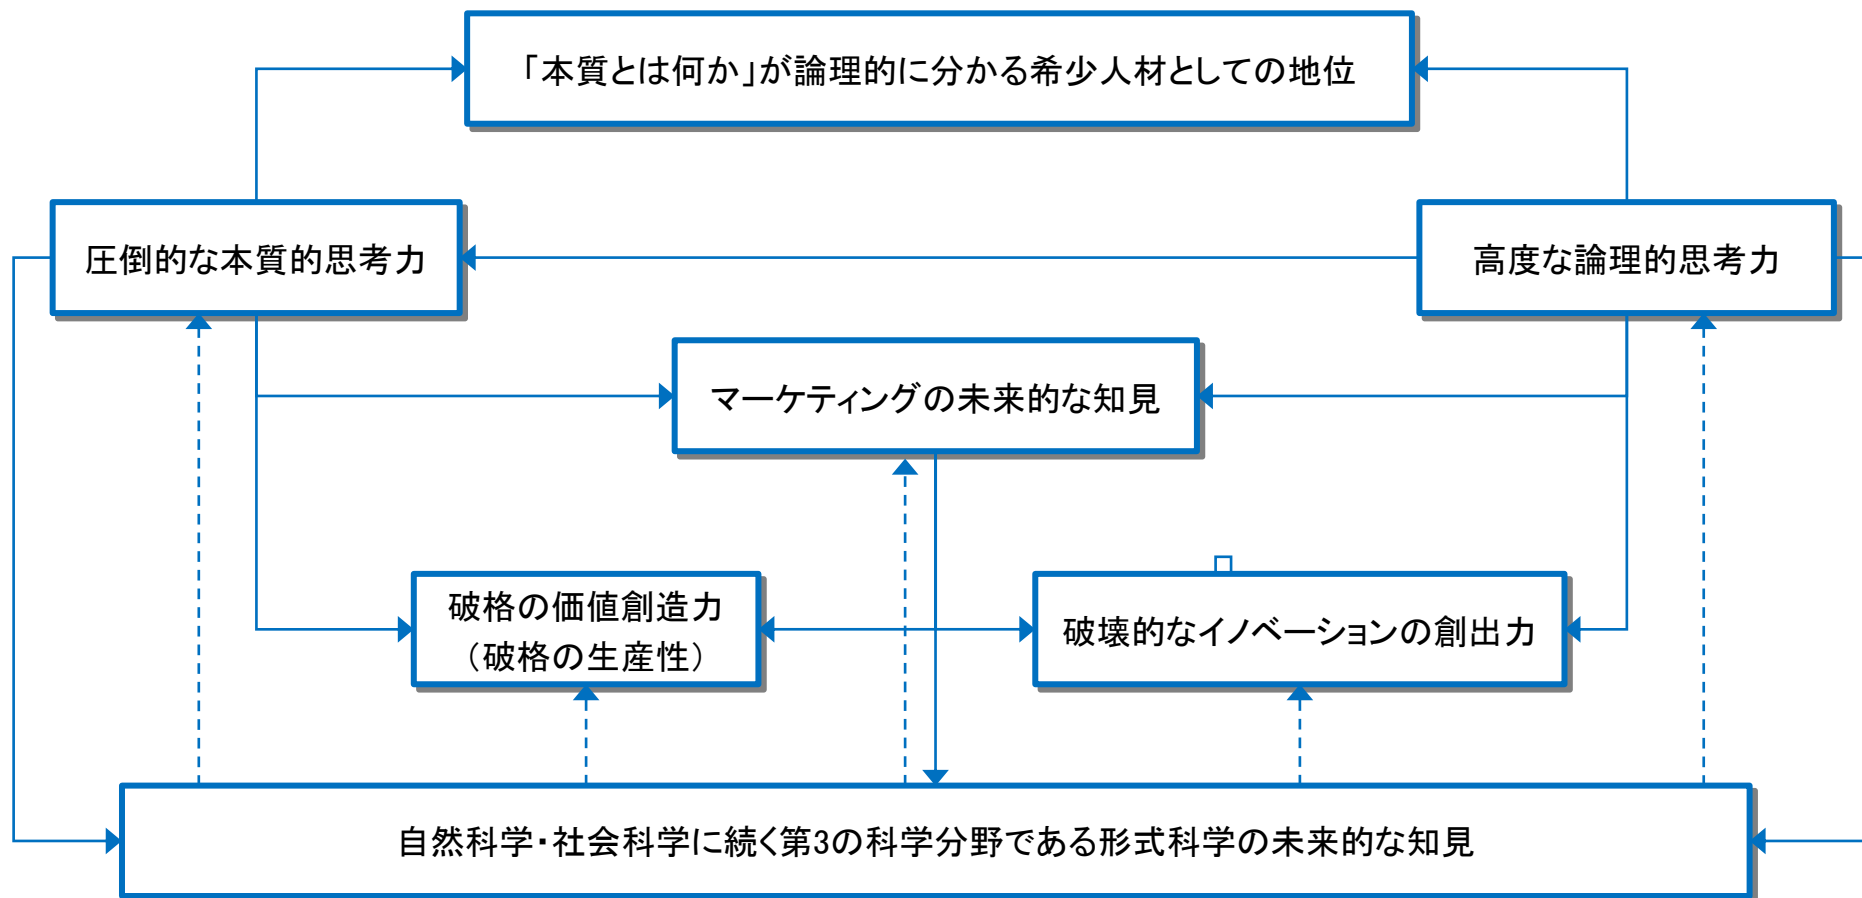 「本質とは何か」が論理的に分かる希少人材としての地位
圧倒的な本質的思考力
高度な論理的思考力
マーケティングの未来的な知見
破格の価値創造力
（破格の生産性）
破壊的なイノベーションの創出力
自然科学・社会科学に続く第3の科学分野である形式科学の未来的な知見